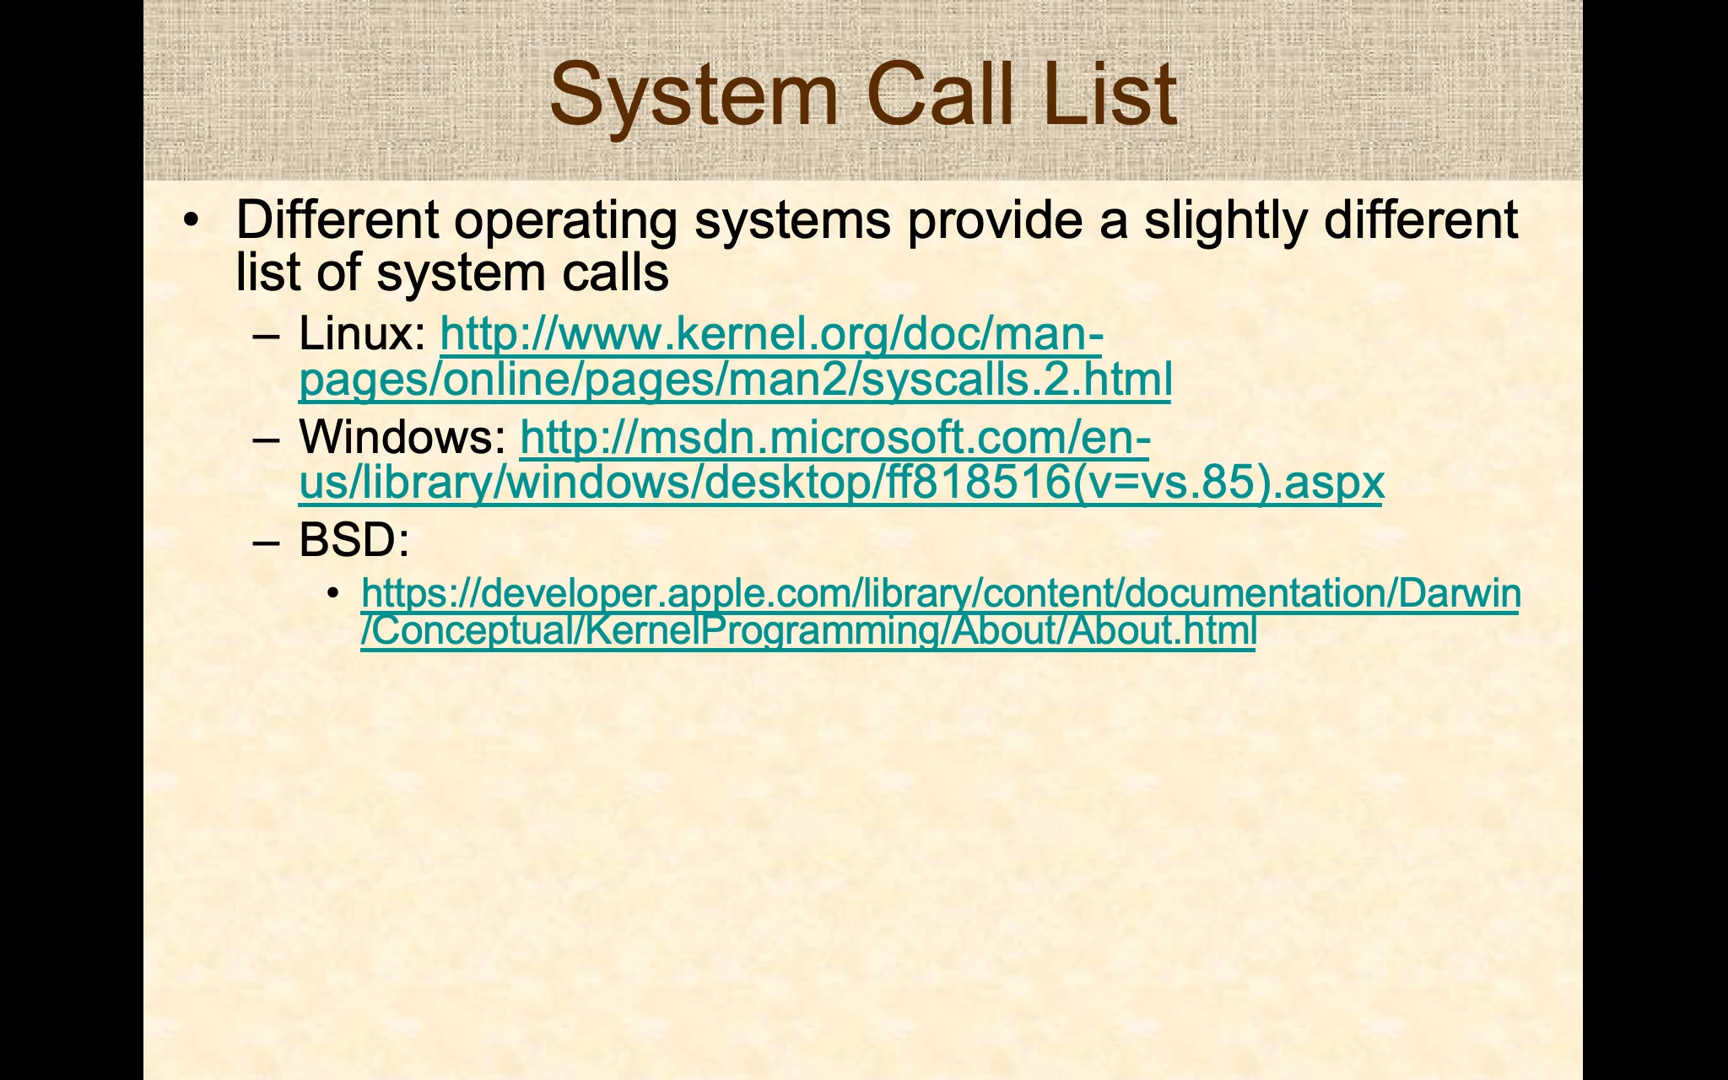 System Call List
• Different operating systems provide a slightly different
list of system calls
– Linux: http://www.kernel.org/doc/man-
pages/online/pages/man2/syscalls.2.html
– Windows: http://msdn.microsoft.com/en-
us/library/windows/desktop/ff818516(v=vs.85).aspx
– BSD:
• https://developer.apple.com/library/content/documentation/Darwin
/Conceptual/KernelProgramming/About/About.html